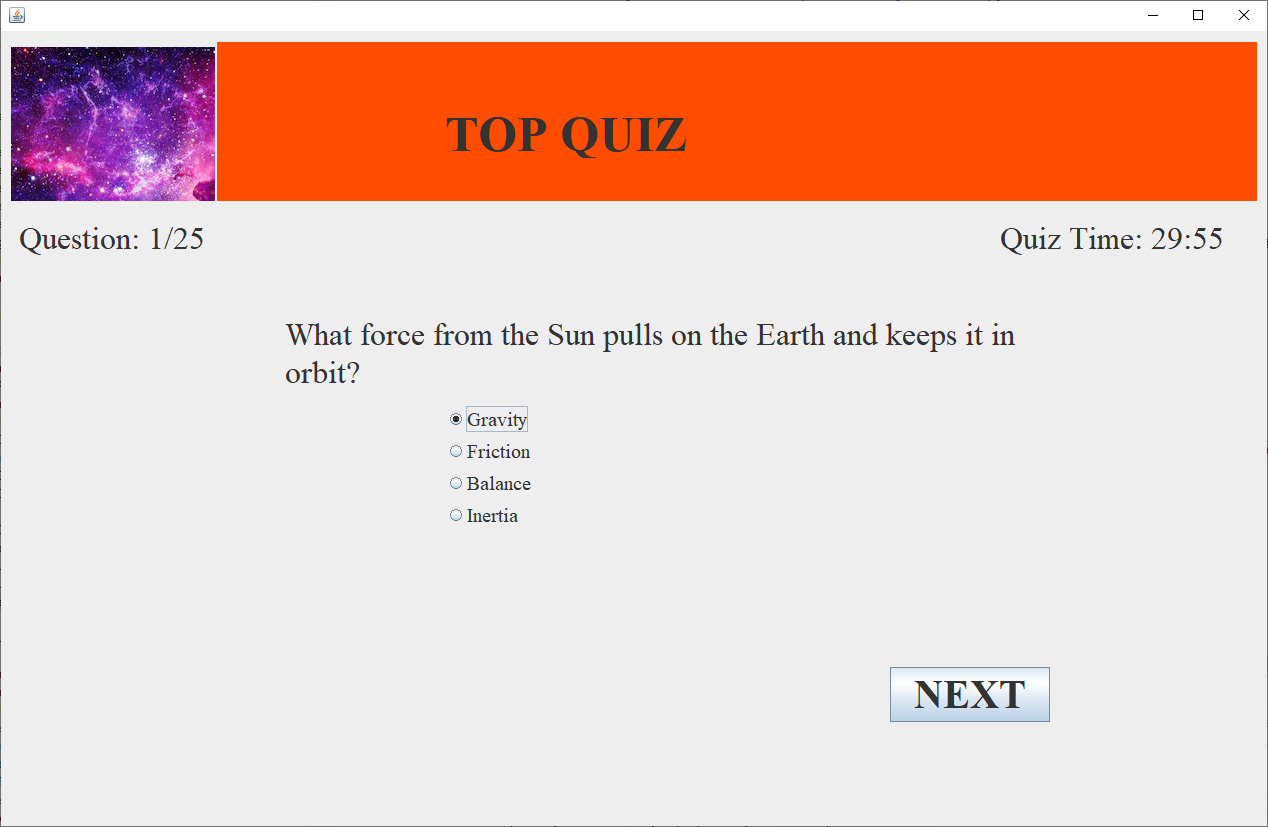 TOP QUIZ
Question: 1/25
Quiz Time: 29:55
What force from the Sun pulls on the Earth and keeps it in
orbit?
Gravity
Friction
Balance
Inertia
NEXT